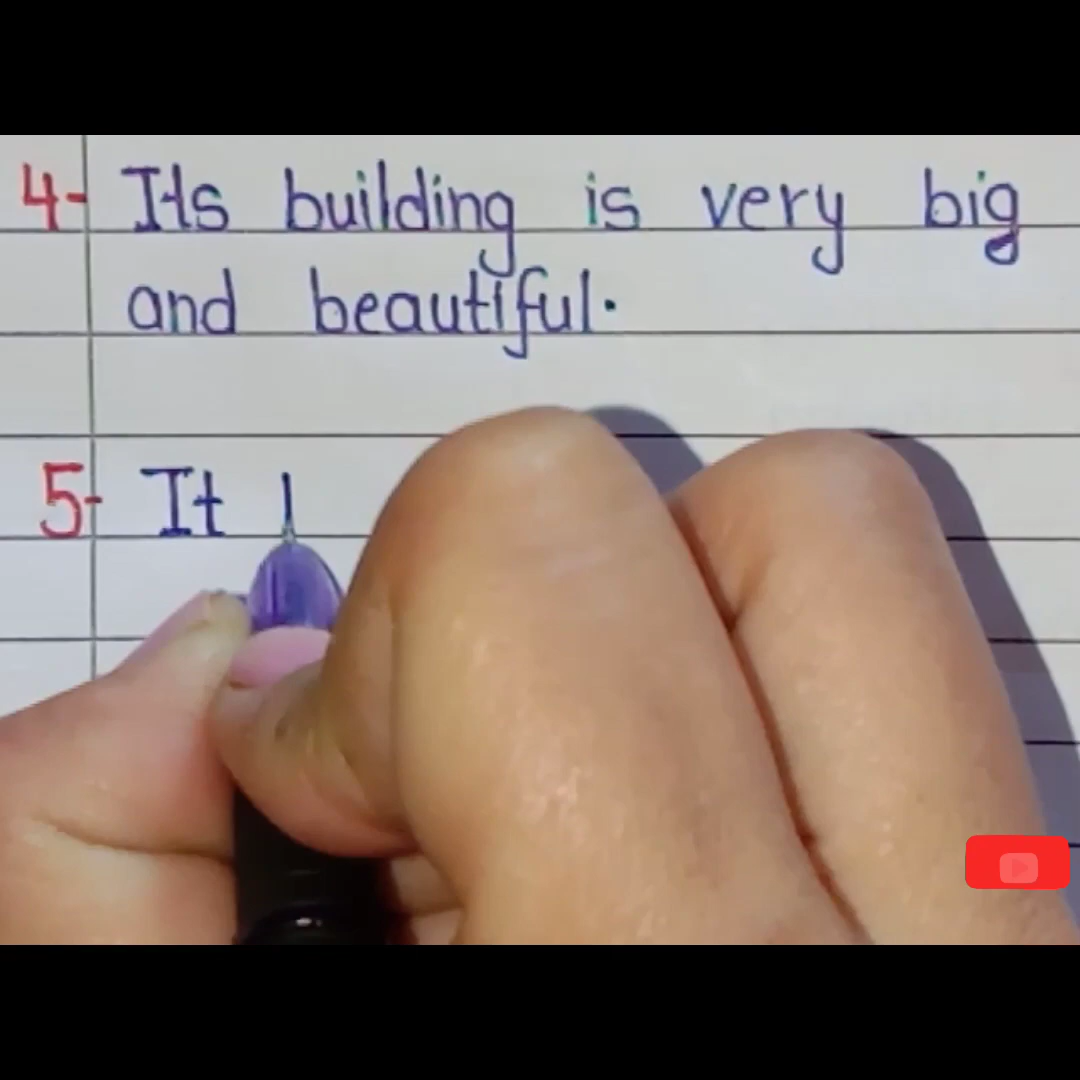 4- Its building is very big
and beautiful.
5- It